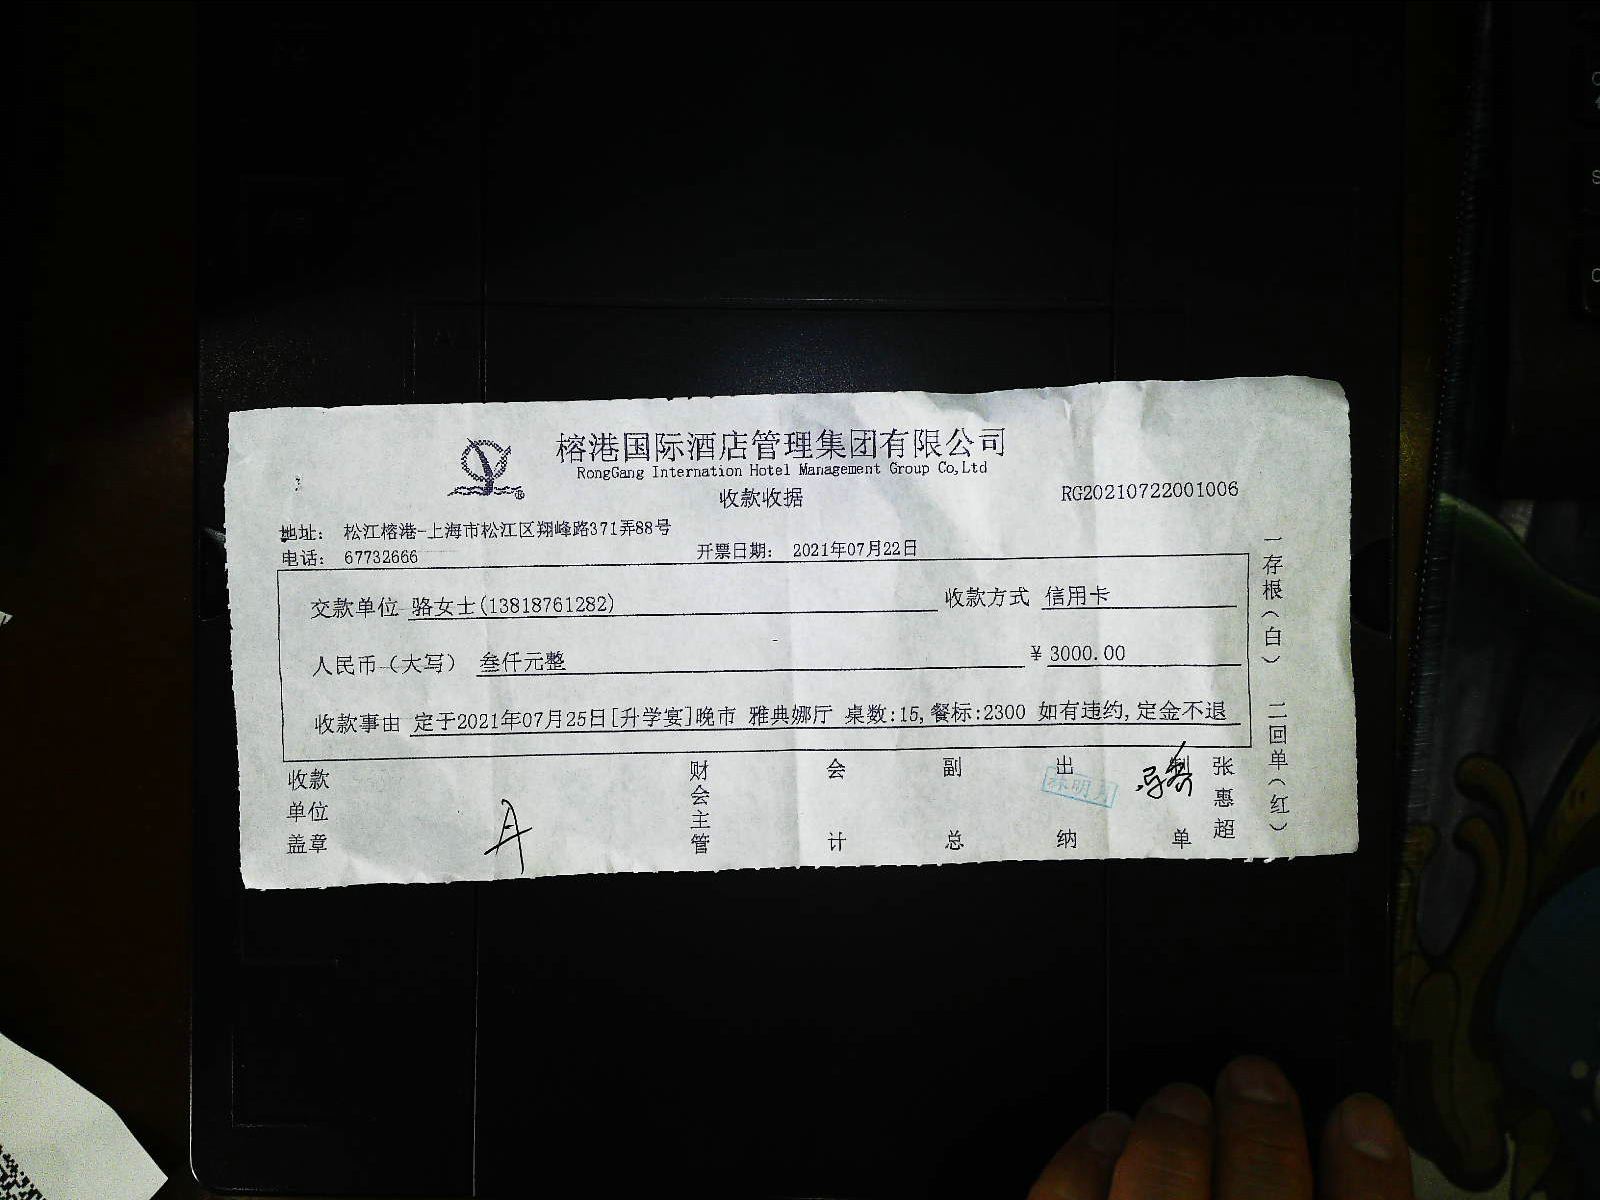 榕港国际酒店管理集团有限公司
RongGang Internation Hotel Management Group Co,Ltd
收款收据
RG20210722001006
地址： 松江榕港-上海市松江区翔峰路371弄88号
电话： 67732666
开票日期： 2021年07月22日
交款单位 骆女士(13818761282) 收款方式 信用卡
人民币（大写） 叁仟元整 ¥ 3000.00
收款事由 定于2021年07月25日[升学宴]晚市 雅典娜厅 桌数:15,餐标:2300 如有违约,定金不退
收款单位盖章
财会主管
会计
副总
出纳
制单
张惠超
一存根（白） 二回单（红）